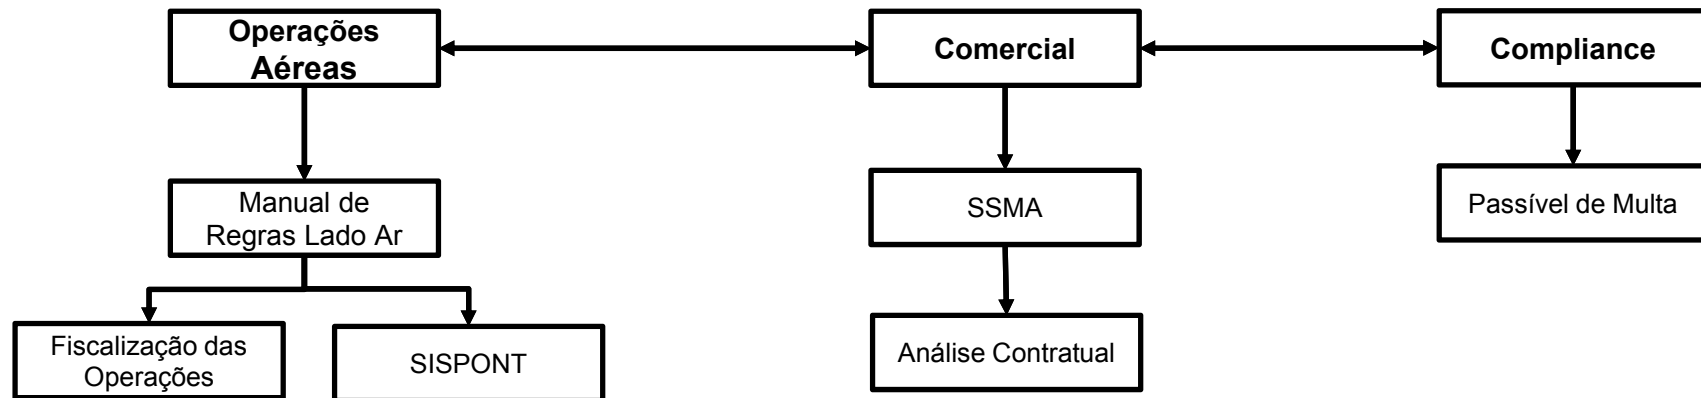 Operações
Aéreas
Comercial
Compliance
Manual de
Regras Lado Ar
SSMA
Passível de Multa
Fiscalização das
Operações
SISPONT
Análise Contratual